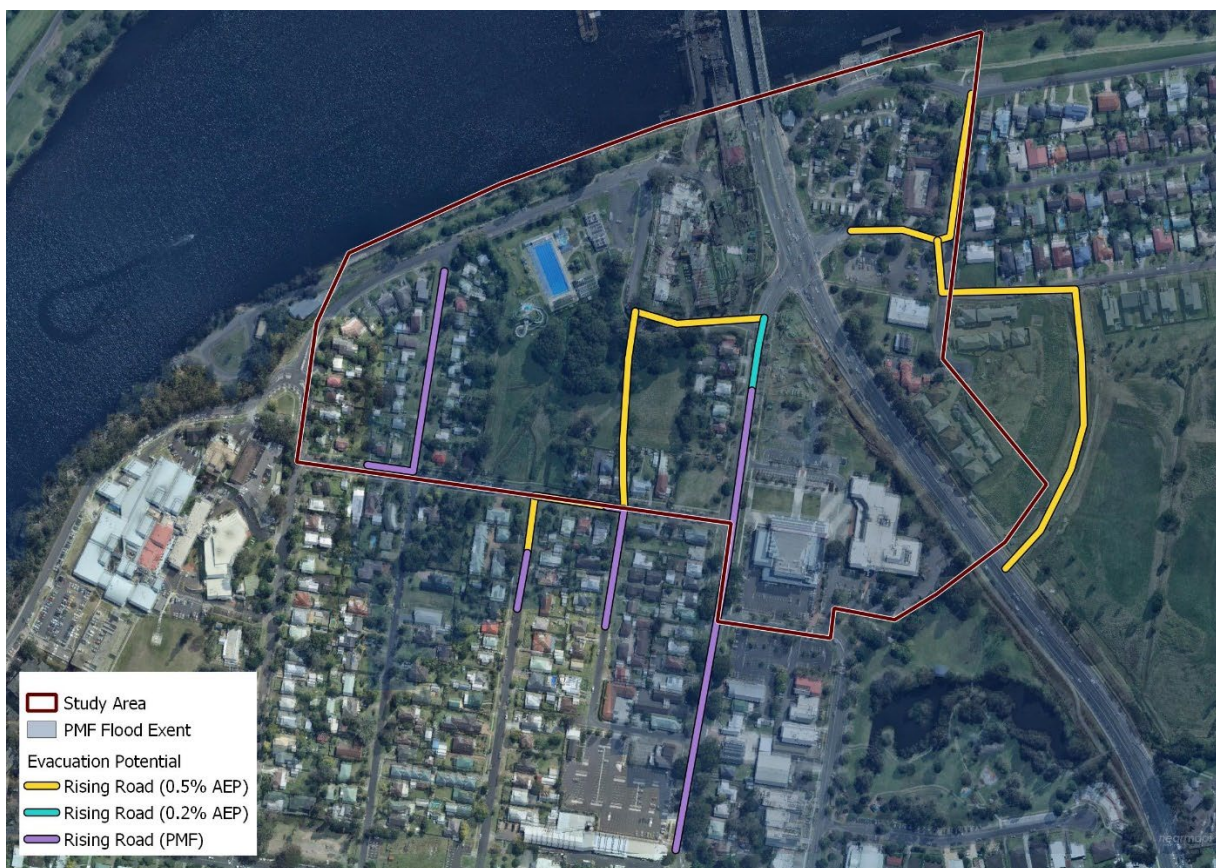 Study Area
PMF Flood Exent
Evacuation Potential
Rising Road (0.5% AEP)
Rising Road (0.2% AEP)
Rising Road (PMF)
nearmap